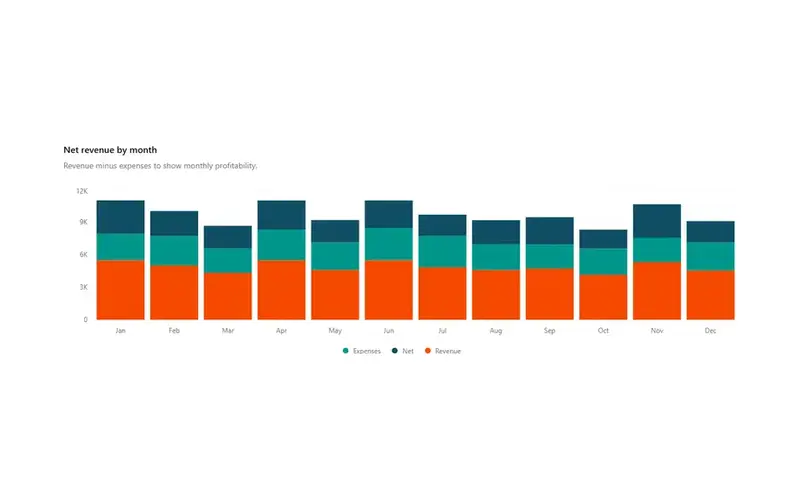 Net revenue by month
Revenue minus expenses to show monthly profitability.
12K
9K
6K
3K
0
Jan Feb Mar Apr May Jun Jul Aug Sep Oct Nov Dec
Expenses Net Revenue